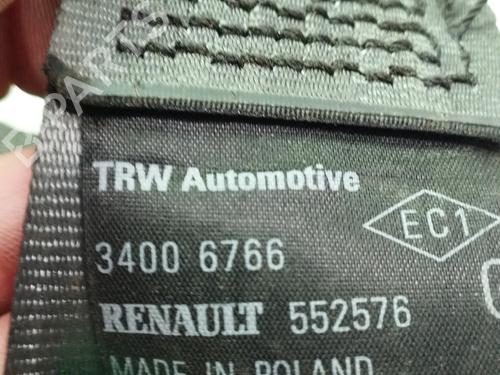 TRW Automotive
EC1
3400 6766
RENAULT 552576
MADE IN POLAND